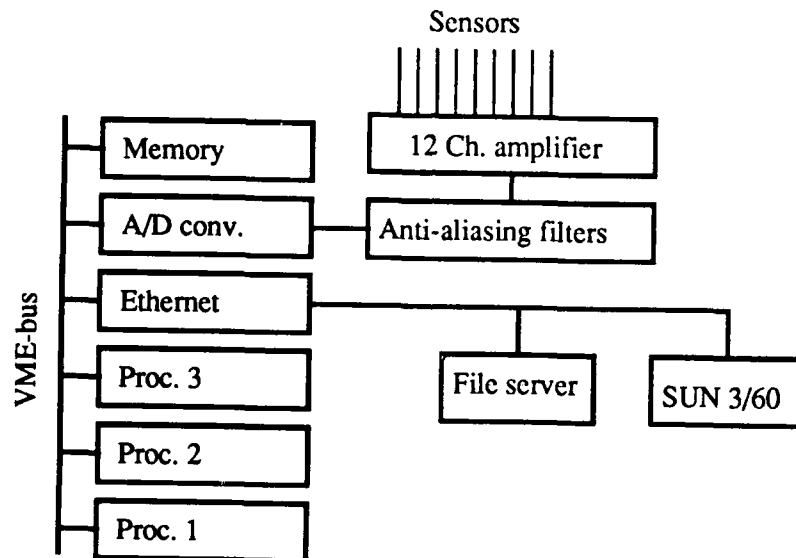 Sensors
12 Ch. amplifier
Memory
A/D conv.
Anti-aliasing filters
Ethernet
VME-bus
Proc. 3
File server
SUN 3/60
Proc. 2
Proc. 1